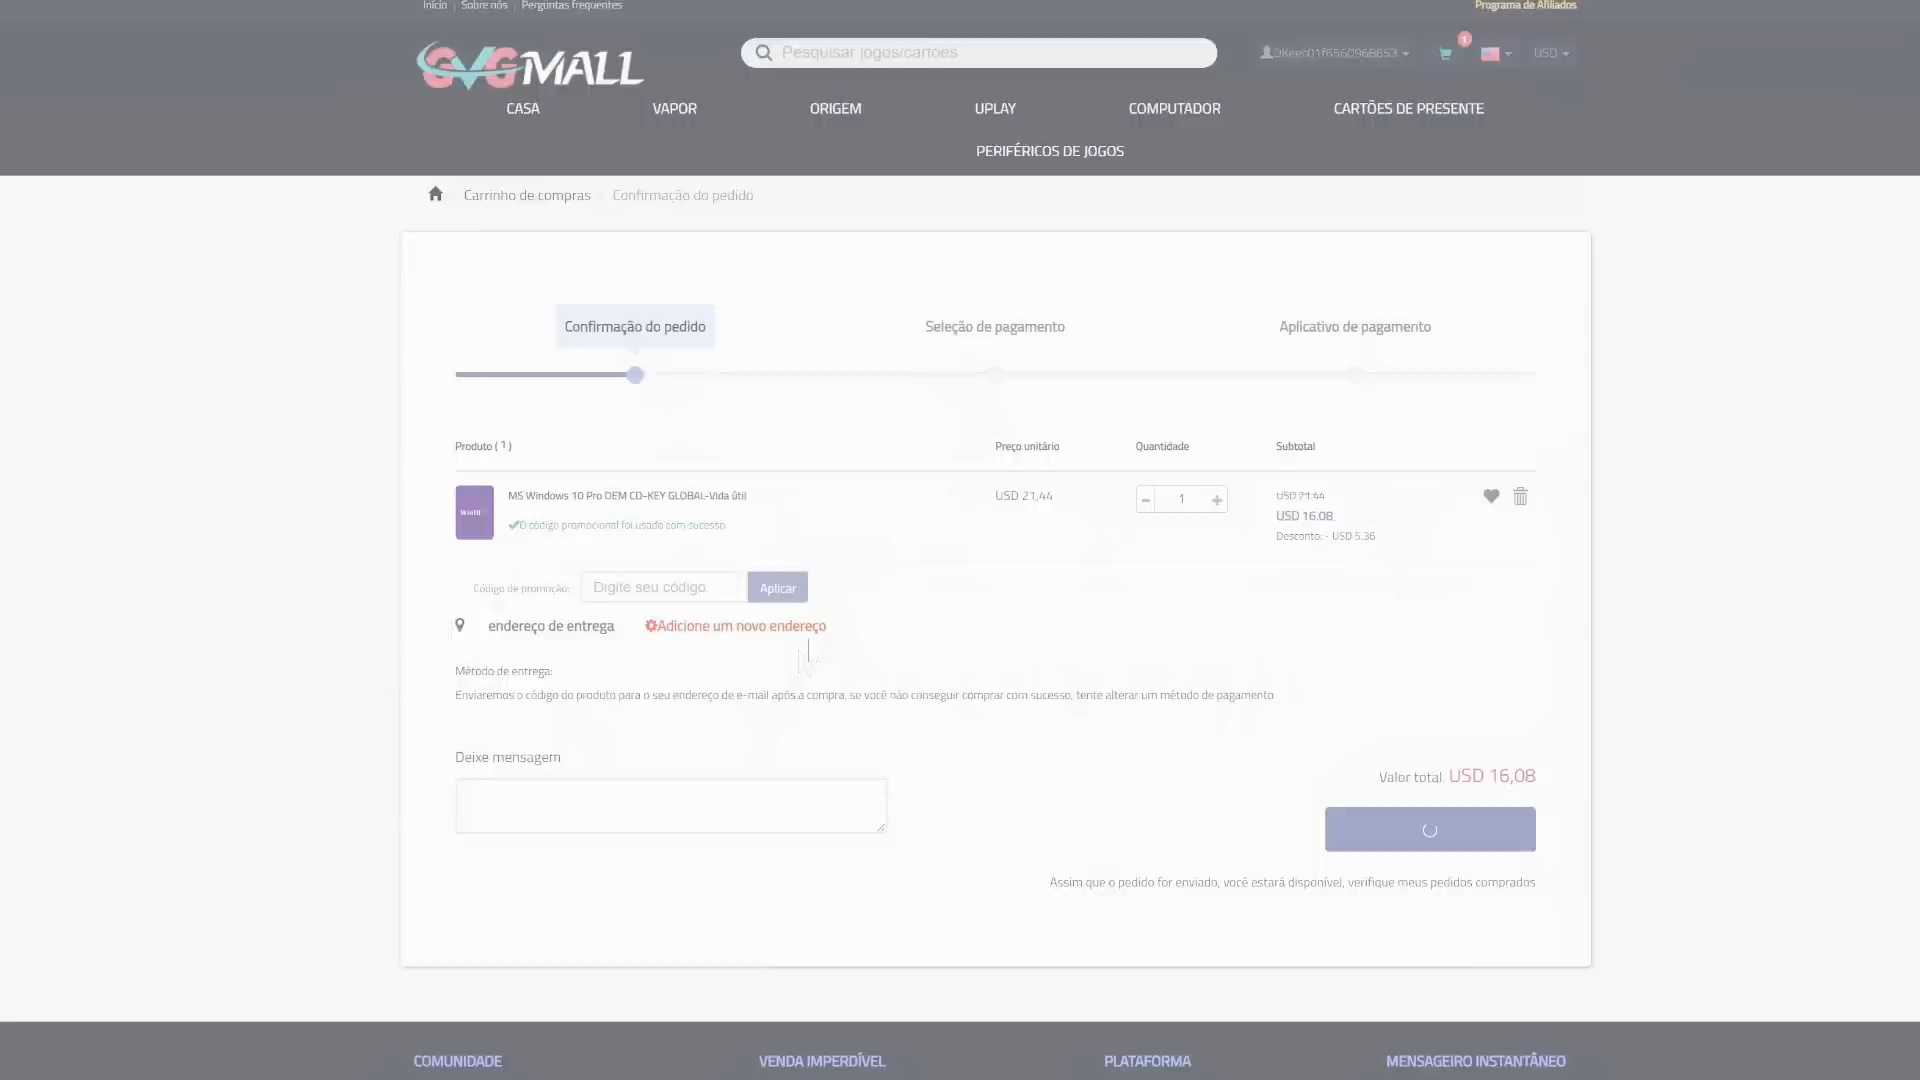 Início | Sobre nós | Perguntas frequentes
Programa de Afiliados
GVGMALL
Pesquisar jogos/cartões
1
USD
CASA
VAPOR
ORIGEM
UPLAY
COMPUTADOR
CARTÕES DE PRESENTE
PERIFÉRICOS DE JOGOS
Carrinho de compras
Confirmação do pedido
Confirmação do pedido
Seleção de pagamento
Aplicativo de pagamento
Produto ( 1 )
Preço unitário
Quantidade
Subtotal
MS Windows 10 Pro OEM CD-KEY GLOBAL-Vida útil
USD 21,44
1
USD 21.44
USD 16.08
O código promocional foi usado com sucesso
Desconto: - USD 5.36
Código de promoção:
Digite seu código.
Aplicar
endereço de entrega
Adicione um novo endereço
Método de entrega:
Enviaremos o código do produto para o seu endereço de e-mail após a compra, se você não conseguir comprar com sucesso, tente alterar um método de pagamento
Deixe mensagem
Valor total: USD 16,08
Assim que o pedido for enviado, você estará disponível, verifique meus pedidos comprados
COMUNIDADE
VENDA IMPERDÍVEL
PLATAFORMA
MENSAGEIRO INSTANTÂNEO